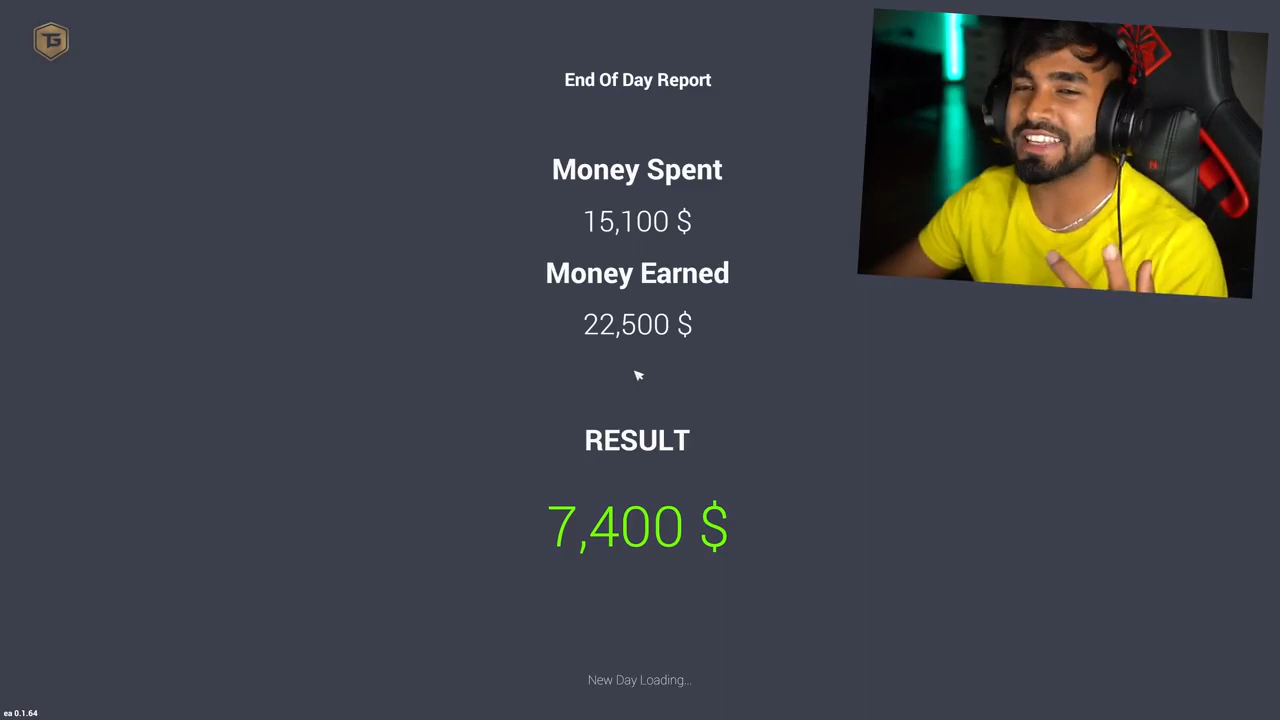 TG
End Of Day Report
Money Spent
15,100 $
Money Earned
22,500 $
RESULT
7,400 $
New Day Loading...
ea 0.1.64